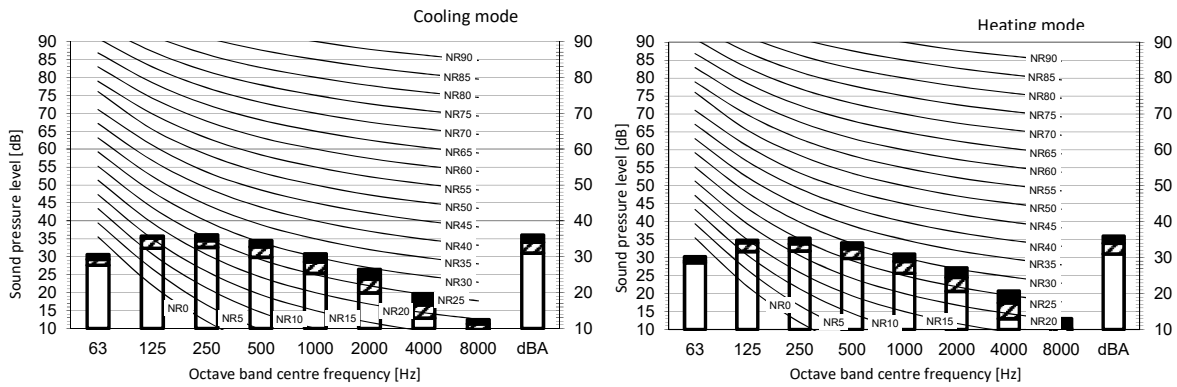 Cooling mode
90
85
80
75
70
65
60
55
50
45
40
35
30
25
20
15
10
Sound pressure level [dB]
NR90
NR85
NR80
NR75
NR70
NR65
NR60
NR55
NR50
NR45
NR40
NR35
NR30
NR25
NR20
NR15
NR10
NR5
NR0
90
80
70
60
50
40
30
20
10
63 125 250 500 1000 2000 4000 8000 dBA
Octave band centre frequency [Hz]
Heating mode
90
85
80
75
70
65
60
55
50
45
40
35
30
25
20
15
10
Sound pressure level [dB]
NR90
NR85
NR80
NR75
NR70
NR65
NR60
NR55
NR50
NR45
NR40
NR35
NR30
NR25
NR20
NR15
NR10
NR5
NR0
90
80
70
60
50
40
30
20
10
63 125 250 500 1000 2000 4000 8000 dBA
Octave band centre frequency [Hz]